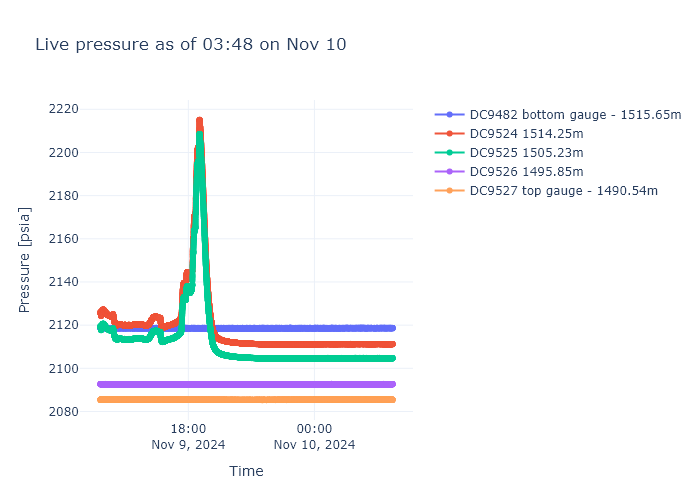 Live pressure as of 03:48 on Nov 10
DC9482 bottom gauge - 1515.65m
DC9524 1514.25m
DC9525 1505.23m
DC9526 1495.85m
DC9527 top gauge - 1490.54m
Pressure [psia]
2220
2200
2180
2160
2140
2120
2100
2080
18:00
Nov 9, 2024
00:00
Nov 10, 2024
Time